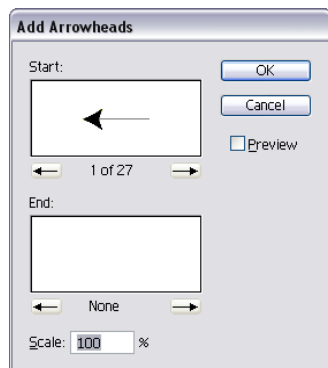 Add Arrowheads
Start:
OK
Cancel
Preview
1 of 27
End:
None
Scale: 100 %